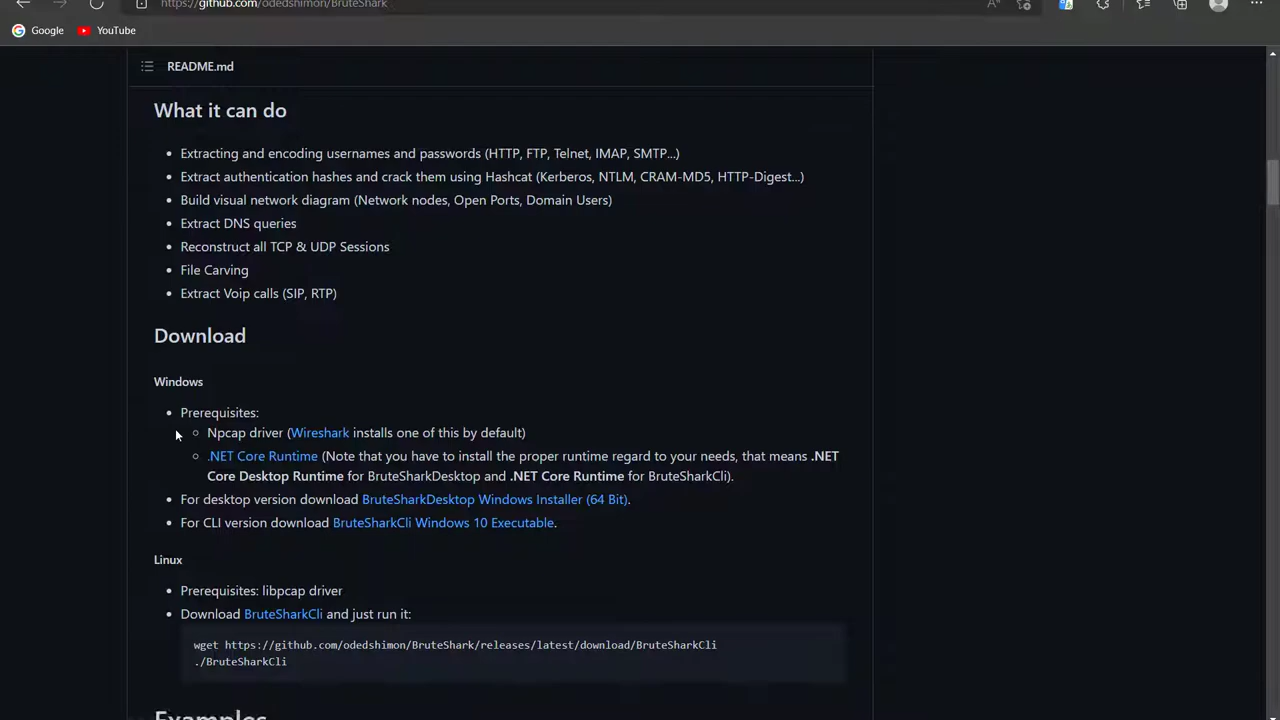 https://github.com/odedshimon/BruteShark
Google
YouTube
README.md
What it can do
• Extracting and encoding usernames and passwords (HTTP, FTP, Telnet, IMAP, SMTP...)
• Extract authentication hashes and crack them using Hashcat (Kerberos, NTLM, CRAM-MD5, HTTP-Digest...)
• Build visual network diagram (Network nodes, Open Ports, Domain Users)
• Extract DNS queries
• Reconstruct all TCP & UDP Sessions
• File Carving
• Extract Voip calls (SIP, RTP)
Download
Windows
• Prerequisites:
○ Npcap driver (Wireshark installs one of this by default)
○ .NET Core Runtime (Note that you have to install the proper runtime regard to your needs, that means .NET
Core Desktop Runtime for BruteSharkDesktop and .NET Core Runtime for BruteSharkCli).
• For desktop version download BruteSharkDesktop Windows Installer (64 Bit).
• For CLI version download BruteSharkCli Windows 10 Executable.
Linux
• Prerequisites: libpcap driver
• Download BruteSharkCli and just run it:
wget https://github.com/odedshimon/BruteShark/releases/latest/download/BruteSharkCli
./BruteSharkCli
Examples